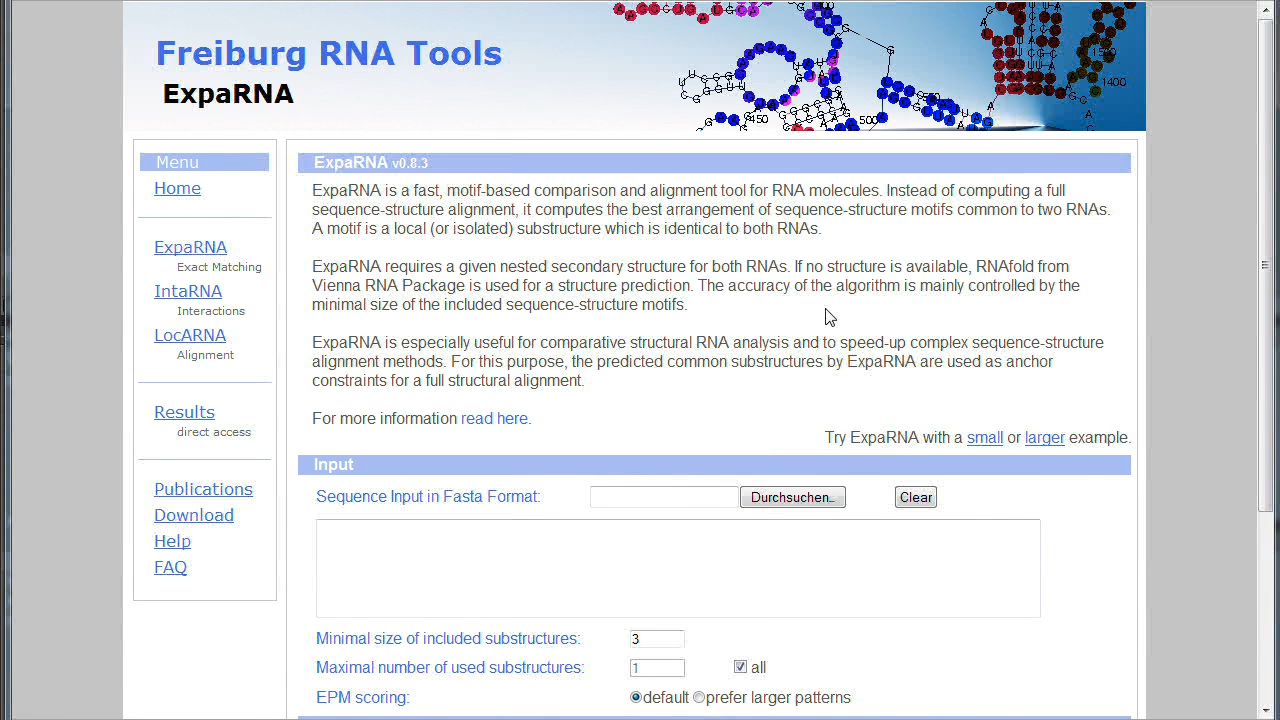 Freiburg RNA Tools
ExpaRNA
450
500
1400
Menu
Home
ExpaRNA
Exact Matching
IntaRNA
Interactions
LocARNA
Alignment
Results
direct access
Publications
Download
Help
FAQ
ExpaRNA v0.8.3
ExpaRNA is a fast, motif-based comparison and alignment tool for RNA molecules. Instead of computing a full
sequence-structure alignment, it computes the best arrangement of sequence-structure motifs common to two RNAs.
A motif is a local (or isolated) substructure which is identical to both RNAs.
ExpaRNA requires a given nested secondary structure for both RNAs. If no structure is available, RNAfold from
Vienna RNA Package is used for a structure prediction. The accuracy of the algorithm is mainly controlled by the
minimal size of the included sequence-structure motifs.
ExpaRNA is especially useful for comparative structural RNA analysis and to speed-up complex sequence-structure
alignment methods. For this purpose, the predicted common substructures by ExpaRNA are used as anchor
constraints for a full structural alignment.
For more information read here.
Try ExpaRNA with a small or larger example.
Input
Sequence Input in Fasta Format: Durchsuchen... Clear
Minimal size of included substructures: 3
Maximal number of used substructures: 1 all
EPM scoring: default prefer larger patterns